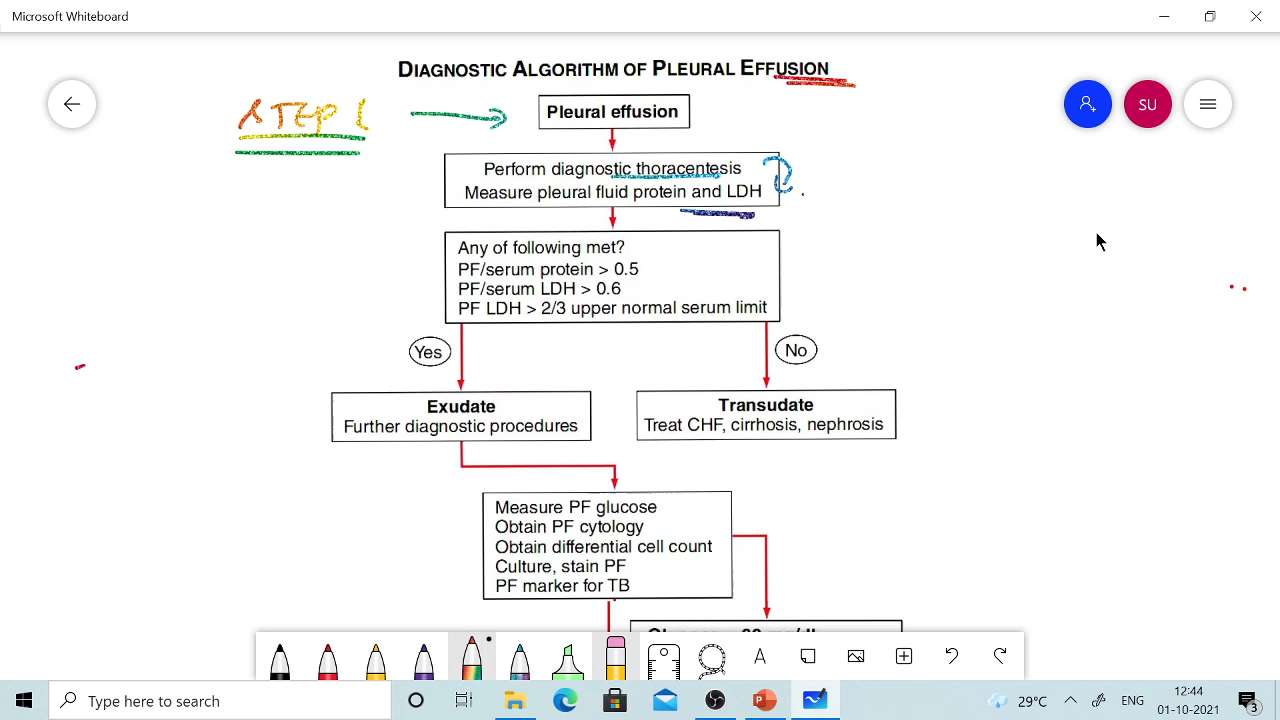 Microsoft Whiteboard
DIAGNOSTIC ALGORITHM OF PLEURAL EFFUSION
STEP 1
Pleural effusion
SU
Perform diagnostic thoracentesis
Measure pleural fluid protein and LDH
Any of following met?
PF/serum protein > 0.5
PF/serum LDH > 0.6
PF LDH > 2/3 upper normal serum limit
Yes
No
Exudate
Further diagnostic procedures
Transudate
Treat CHF, cirrhosis, nephrosis
Measure PF glucose
Obtain PF cytology
Obtain differential cell count
Culture, stain PF
PF marker for TB
A
Type here to search
29°C
ENG
12:44
01-10-2021
3